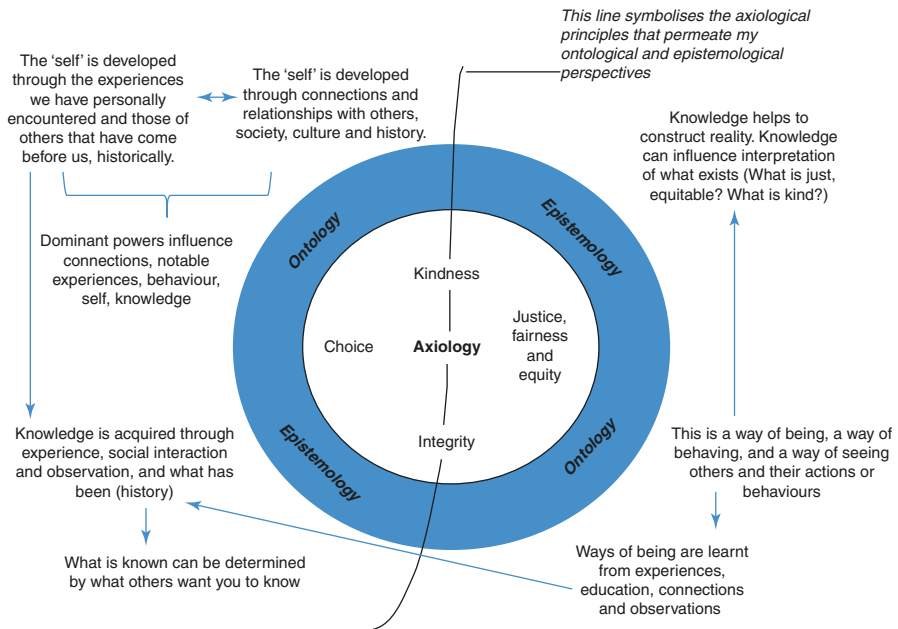 This line symbolises the axiological
principles that permeate my
ontological and epistemological
perspectives
The ‘self’ is developed
through the experiences
we have personally
encountered and those of
others that have come
before us, historically.
The ‘self’ is developed
through connections and
relationships with others,
society, culture and history.
Knowledge helps to
construct reality. Knowledge
can influence interpretation
of what exists (What is just,
equitable? What is kind?)
Dominant powers influence
connections, notable
experiences, behaviour,
self, knowledge
Ontology
Epistemology
Kindness
Choice
Axiology
Justice,
fairness
and
equity
Integrity
Epistemology
Ontology
Knowledge is acquired through
experience, social interaction
and observation, and what has
been (history)
This is a way of being, a way of
behaving, and a way of seeing
others and their actions or
behaviours
What is known can be determined
by what others want you to know
Ways of being are learnt
from experiences,
education, connections
and observations